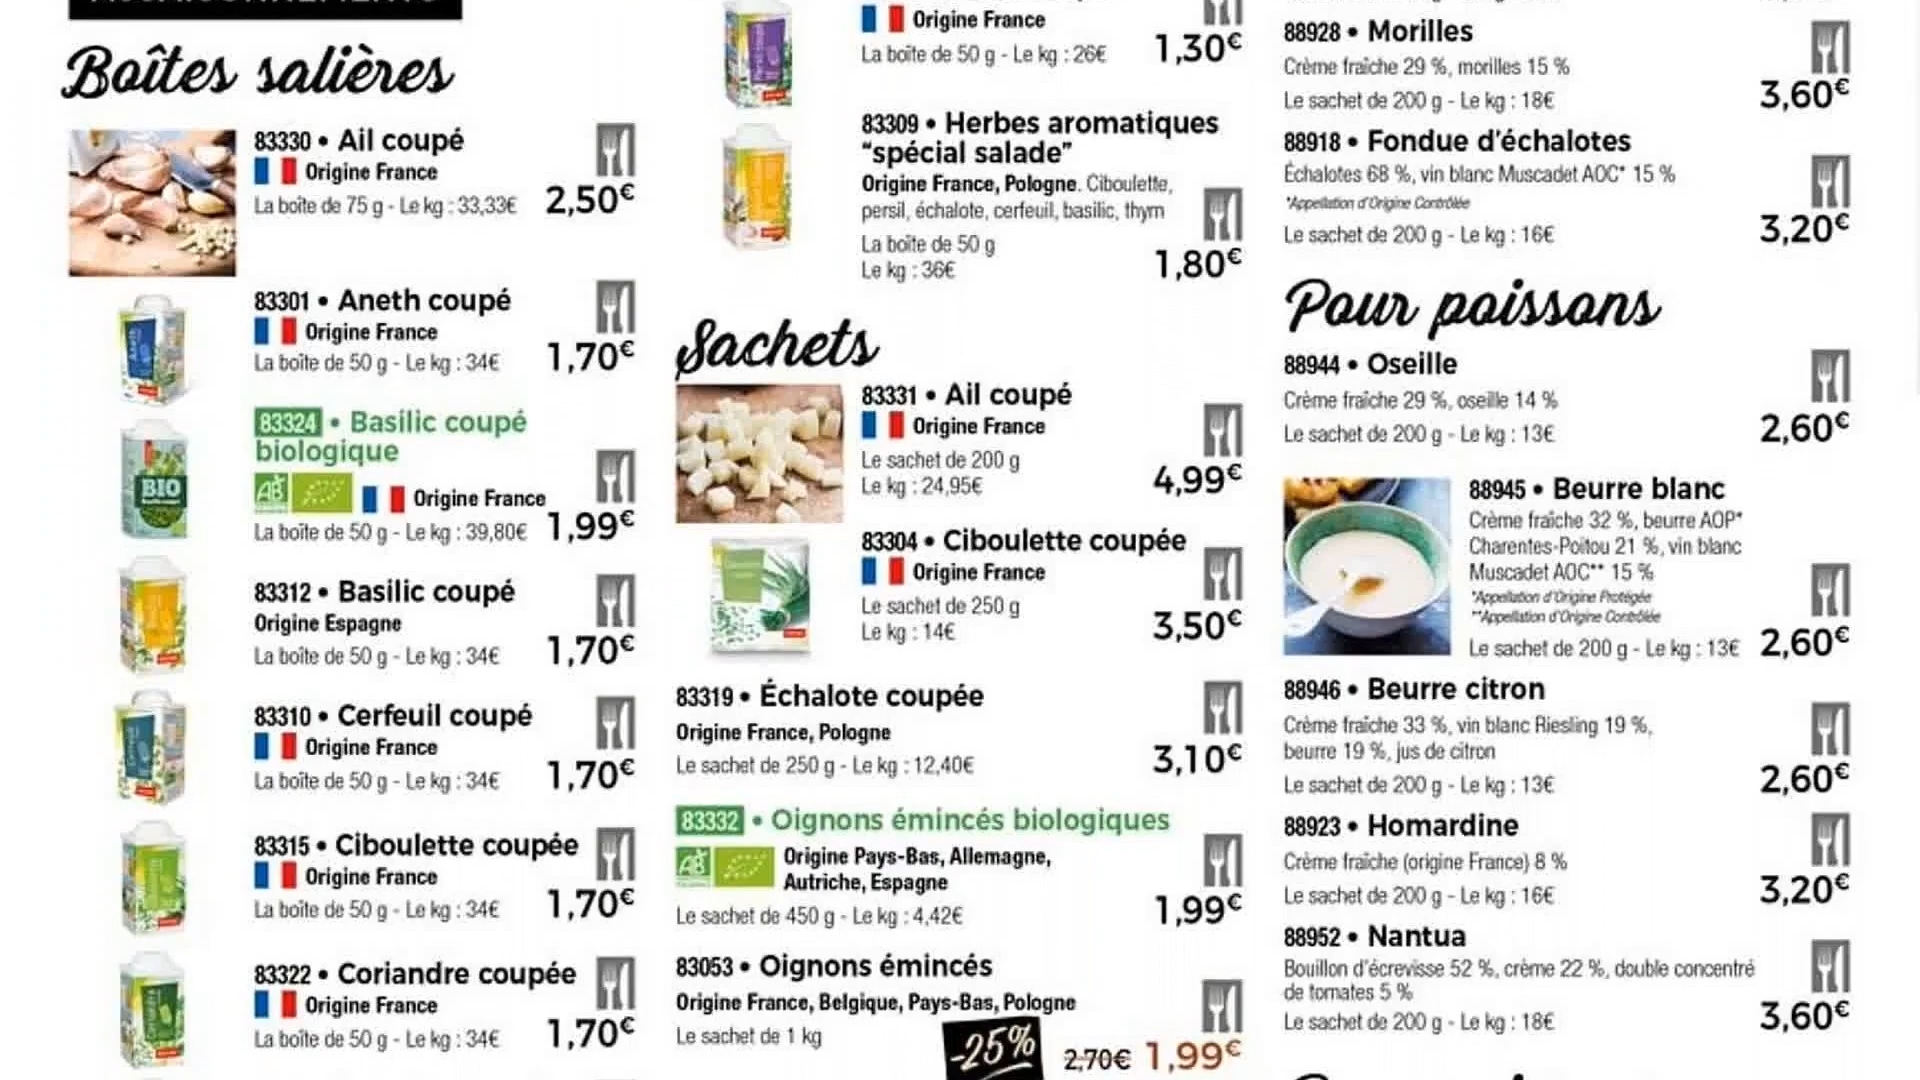 Boîtes salières
83330 • Ail coupé
Origine France
La boîte de 75 g - Le kg : 33,33€ 2,50€
83301 • Aneth coupé
Origine France
La boîte de 50 g - Le kg : 34€ 1,70€
83324 • Basilic coupé
biologique
AB Origine France
La boîte de 50 g - Le kg : 39,80€ 1,99€
BIO
83312 • Basilic coupé
Origine Espagne
La boîte de 50 g - Le kg : 34€ 1,70€
83310 • Cerfeuil coupé
Origine France
La boîte de 50 g - Le kg : 34€ 1,70€
83315 • Ciboulette coupée
Origine France
La boîte de 50 g - Le kg : 34€ 1,70€
83322 • Coriandre coupée
Origine France
La boîte de 50 g - Le kg : 34€ 1,70€
Origine France
La boîte de 50 g - Le kg : 26€ 1,30€
83309 • Herbes aromatiques
“spécial salade”
Origine France, Pologne. Ciboulette,
persil, échalote, cerfeuil, basilic, thym
La boîte de 50 g
Le kg : 36€ 1,80€
Sachets
83331 • Ail coupé
Origine France
Le sachet de 200 g
Le kg : 24,95€ 4,99€
83304 • Ciboulette coupée
Origine France
Le sachet de 250 g
Le kg : 14€ 3,50€
83319 • Échalote coupée
Origine France, Pologne
Le sachet de 250 g - Le kg : 12,40€ 3,10€
83332 • Oignons émincés biologiques
AB Origine Pays-Bas, Allemagne,
Autriche, Espagne
Le sachet de 450 g - Le kg : 4,42€ 1,99€
83053 • Oignons émincés
Origine France, Belgique, Pays-Bas, Pologne
Le sachet de 1 kg
-25% 2,70€ 1,99€
88928 • Morilles
Crème fraîche 29 %, morilles 15 %
Le sachet de 200 g - Le kg : 18€ 3,60€
88918 • Fondue d’échalotes
Échalotes 68 %, vin blanc Muscadet AOC* 15 %
*Appellation d’Origine Contrôlée
Le sachet de 200 g - Le kg : 16€ 3,20€
Pour poissons
88944 • Oseille
Crème fraîche 29 %, oseille 14 %
Le sachet de 200 g - Le kg : 13€ 2,60€
88945 • Beurre blanc
Crème fraîche 32 %, beurre AOP*
Charentes-Poitou 21 %, vin blanc
Muscadet AOC** 15 %
*Appellation d’Origine Protégée
**Appellation d’Origine Contrôlée
Le sachet de 200 g - Le kg : 13€ 2,60€
88946 • Beurre citron
Crème fraîche 33 %, vin blanc Riesling 19 %,
beurre 19 %, jus de citron
Le sachet de 200 g - Le kg : 13€ 2,60€
88923 • Homardine
Crème fraîche (origine France) 8 %
Le sachet de 200 g - Le kg : 16€ 3,20€
88952 • Nantua
Bouillon d’écrevisse 52 %, crème 22 %, double concentré
de tomates 5 %
Le sachet de 200 g - Le kg : 18€ 3,60€